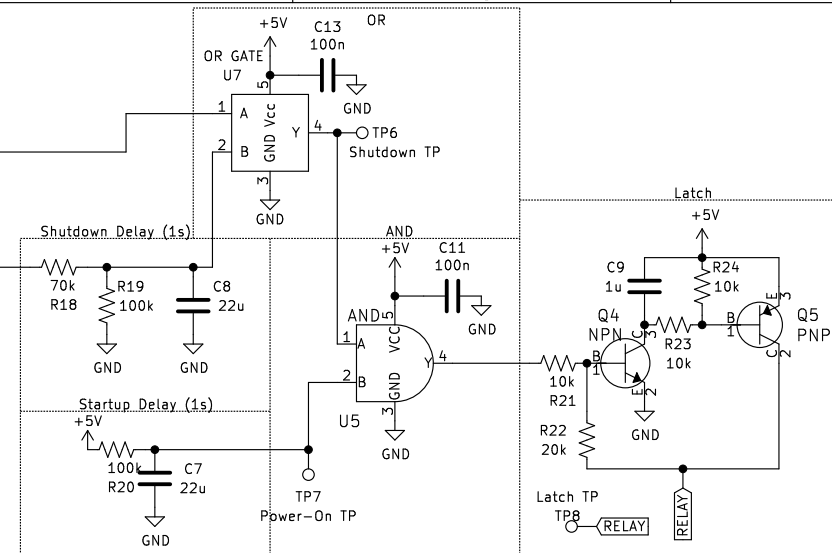 OR
+5V
C13
100n
OR GATE
U7
GND
5
1
A
Vcc
Y
4
TP6
Shutdown TP
2
B
GND
3
GND
Shutdown Delay (1s)
70k
R18
R19
100k
C8
22u
GND
GND
AND
+5V
C11
100n
GND
AND
5
VCC
1
A
Y
4
2
B
GND
3
U5
GND
Startup Delay (1s)
+5V
100k
R20
C7
22u
GND
TP7
Power-On TP
Latch
+5V
C9
1u
R24
10k
Q4
NPN
C
3
B
1
E
2
GND
R23
10k
B
1
E
3
C
2
Q5
PNP
10k
R21
R22
20k
Latch TP
TP8
RELAY
RELAY